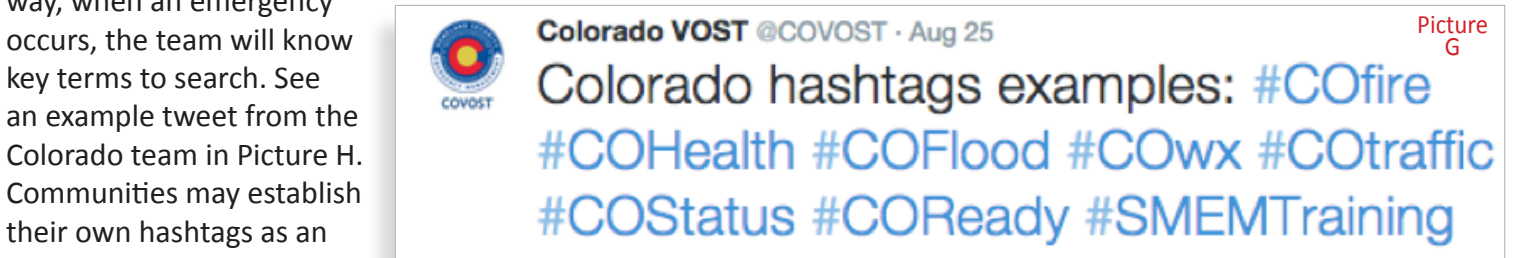 way, when an emergency
occurs, the team will know
key terms to search. See
an example tweet from the
Colorado team in Picture H.
Communities may establish
their own hashtags as an
COVOST
Colorado VOST @COVOST · Aug 25
Colorado hashtags examples: #COfire
#COHealth #COFlood #COwx #COtraffic
#COStatus #COReady #SMEMTraining
Picture
G